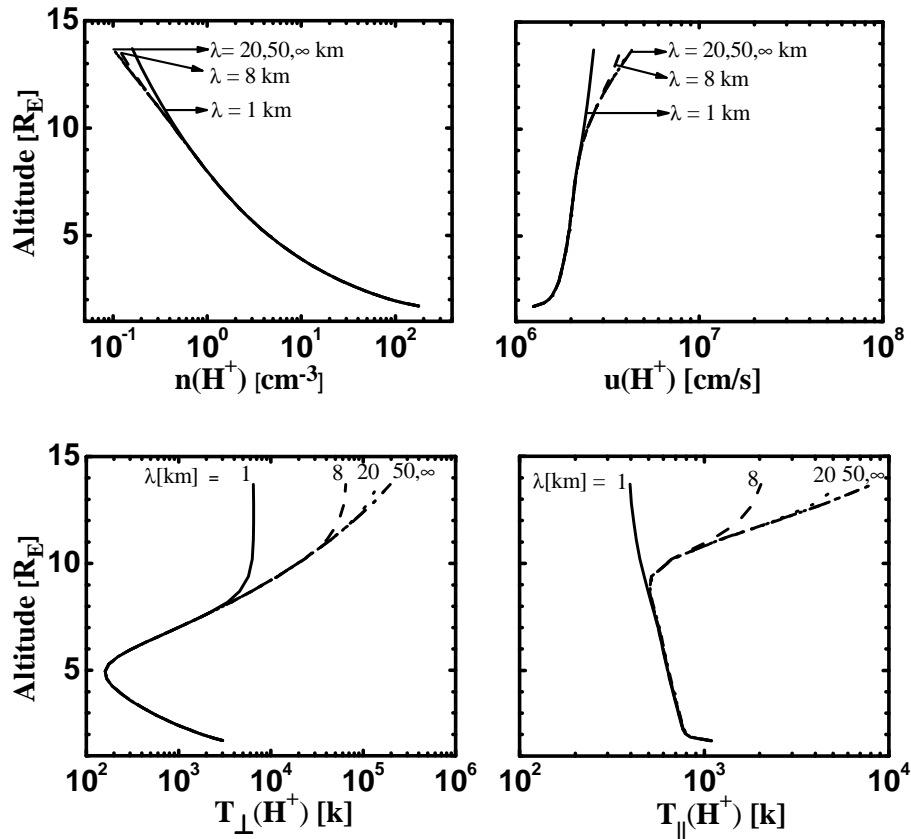 15
λ= 20,50,∞ km
λ = 8 km
λ = 1 km
10
5
Altitude [R_E]
10^-1 10^0 10^1 10^2
n(H^+) [cm^-3]
λ= 20,50,∞ km
λ = 8 km
λ = 1 km
10^6 10^7 10^8
u(H^+) [cm/s]
15
λ[km] = 1 8 20 50,∞
10
5
Altitude [R_E]
10^2 10^3 10^4 10^5 10^6
T_⊥(H^+) [k]
λ[km] = 1 8 20 50,∞
10^2 10^3 10^4
T_||(H^+) [k]